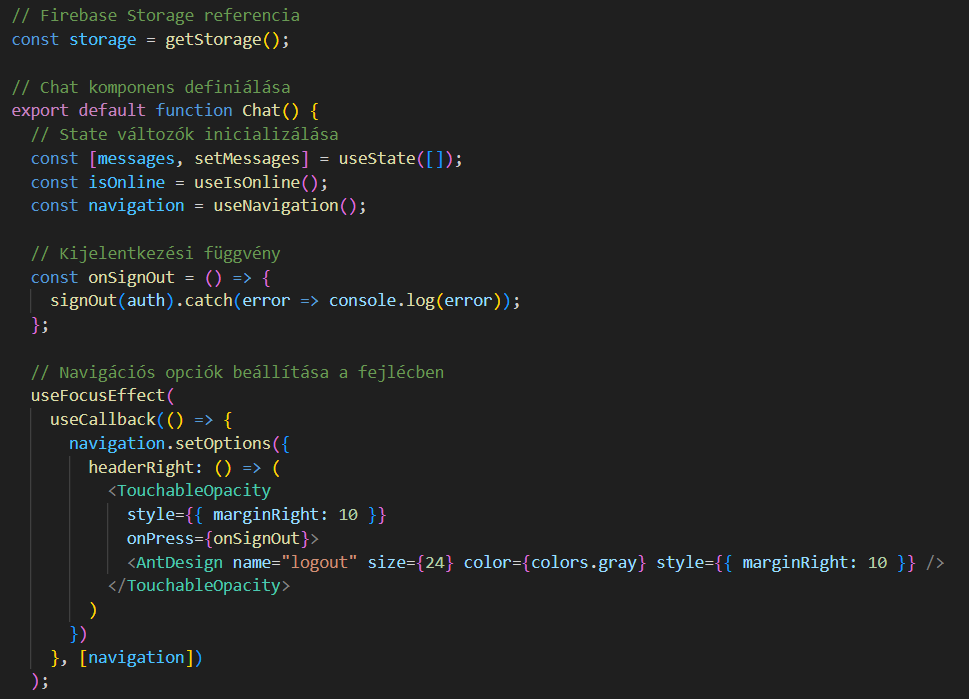 // Firebase Storage referencia
const storage = getStorage();
// Chat komponens definiálása
export default function Chat() {
// State változók inicializálása
const [messages, setMessages] = useState([]);
const isOnline = useIsOnline();
const navigation = useNavigation();
// Kijelentkezési függvény
const onSignOut = () => {
signOut(auth).catch(error => console.log(error));
};
// Navigációs opciók beállítása a fejlécben
useFocusEffect(
useCallback(() => {
navigation.setOptions({
headerRight: () => (
<TouchableOpacity
style={{ marginRight: 10 }}
onPress={onSignOut}>
<AntDesign name="logout" size={24} color={colors.gray} style={{ marginRight: 10 }} />
</TouchableOpacity>
)
})
}, [navigation])
);